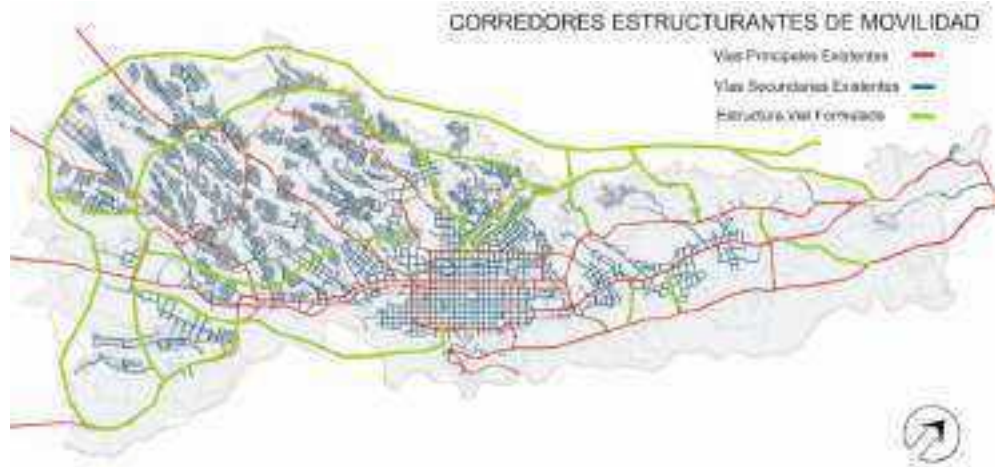 CORREDORES ESTRUCTURANTES DE MOVILIDAD
Vías Principales Existentes
Vías Secundarias Existentes
Estructura Vial Formulada